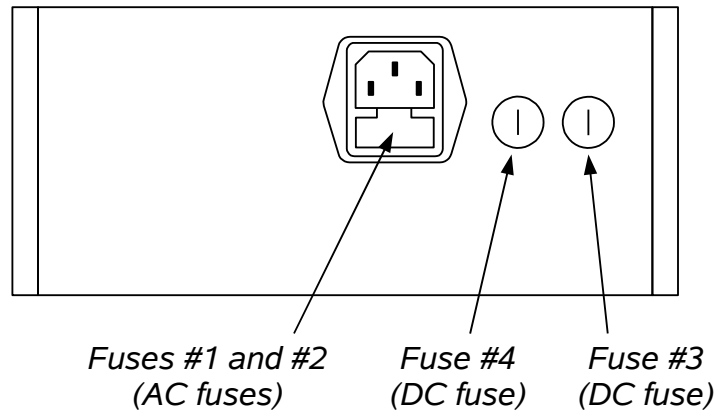 Fuses #1 and #2
(AC fuses)
Fuse #4
(DC fuse)
Fuse #3
(DC fuse)